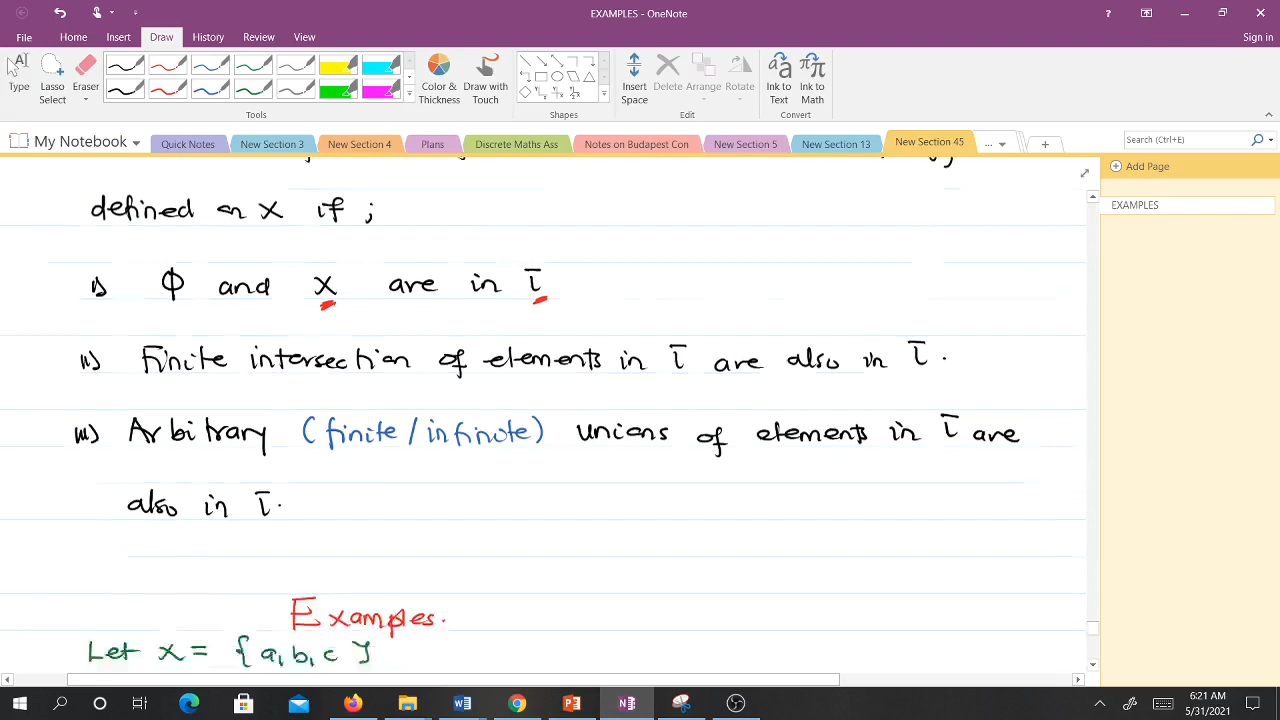 EXAMPLES - OneNote
File Home Insert Draw History Review View Sign in
Type Lasso Select Eraser Color & Thickness Draw with Touch Insert Space Delete Arrange Rotate Ink to Text Ink to Math
Tools Shapes Edit Convert
My Notebook Quick Notes New Section 3 New Section 4 Plans Discrete Maths Ass Notes on Budapest Con New Section 5 New Section 13 New Section 45 ... Search (Ctrl+E)
Add Page
EXAMPLES
defined on X if ;
i) Φ and X are in τ
ii) Finite intersection of elements in τ are also in τ.
iii) Arbitrary (finite/infinite) unions of elements in τ are
also in τ.
Examples.
Let x = {a, b, c}
6:21 AM
5/31/2021